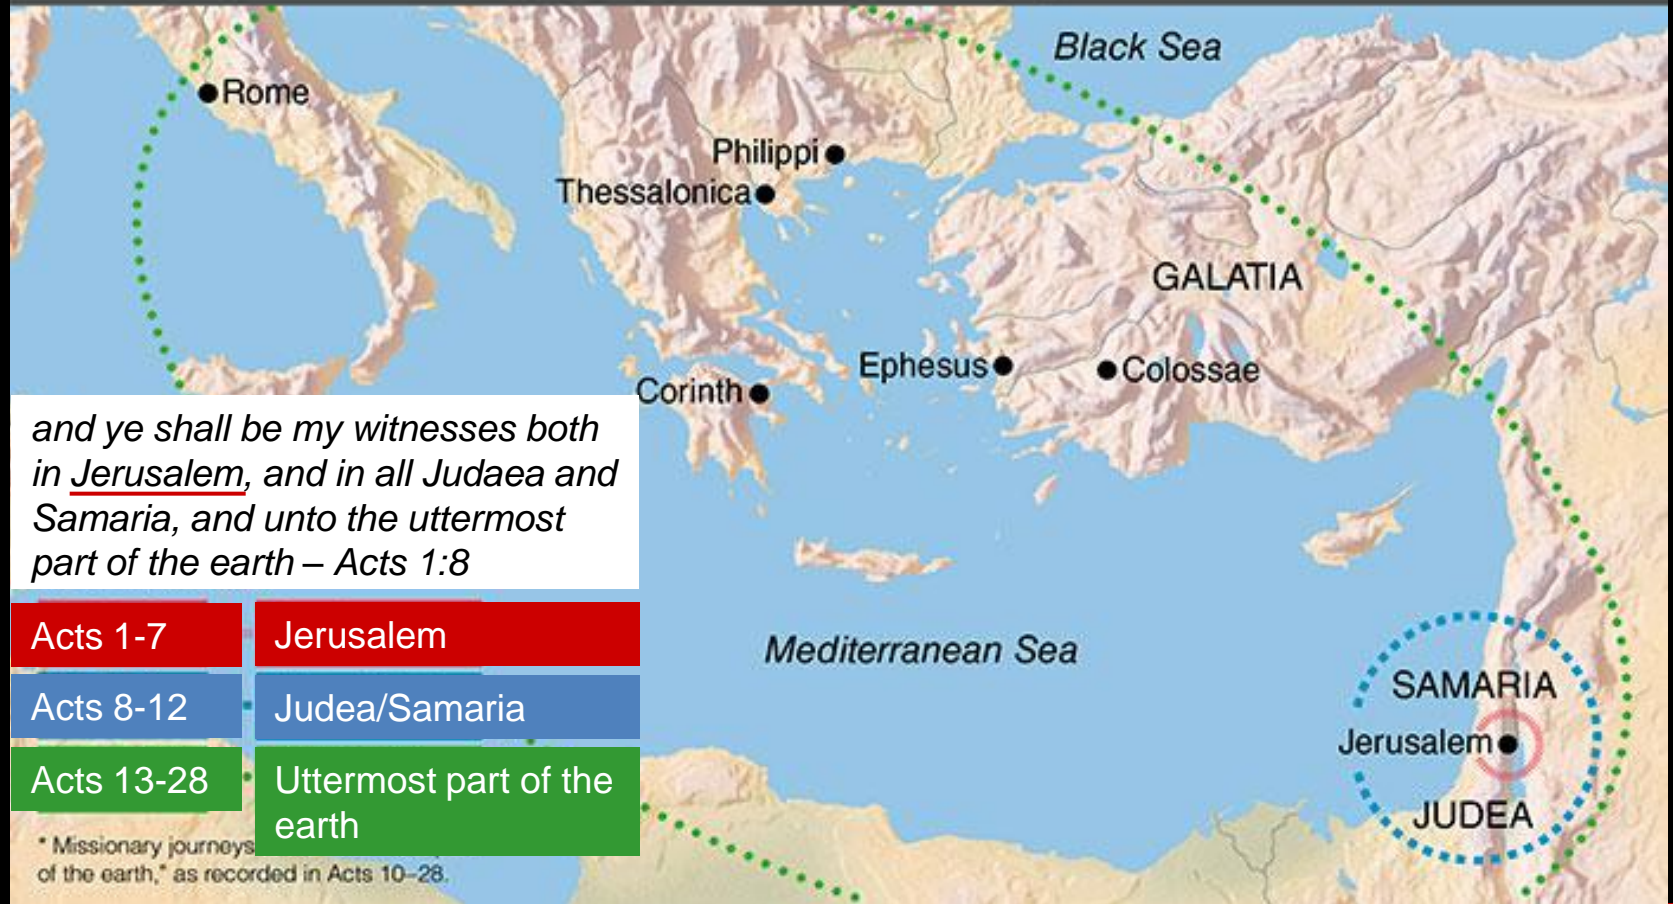 Black Sea
Rome
Philippi
Thessalonica
GALATIA
Ephesus
Colossae
Corinth
and ye shall be my witnesses both
in Jerusalem, and in all Judaea and
Samaria, and unto the uttermost
part of the earth – Acts 1:8
Acts 1-7 Jerusalem
Acts 8-12 Judea/Samaria
Acts 13-28 Uttermost part of the
earth
Mediterranean Sea
SAMARIA
Jerusalem
JUDEA
* Missionary journeys
of the earth,* as recorded in Acts 10–28.